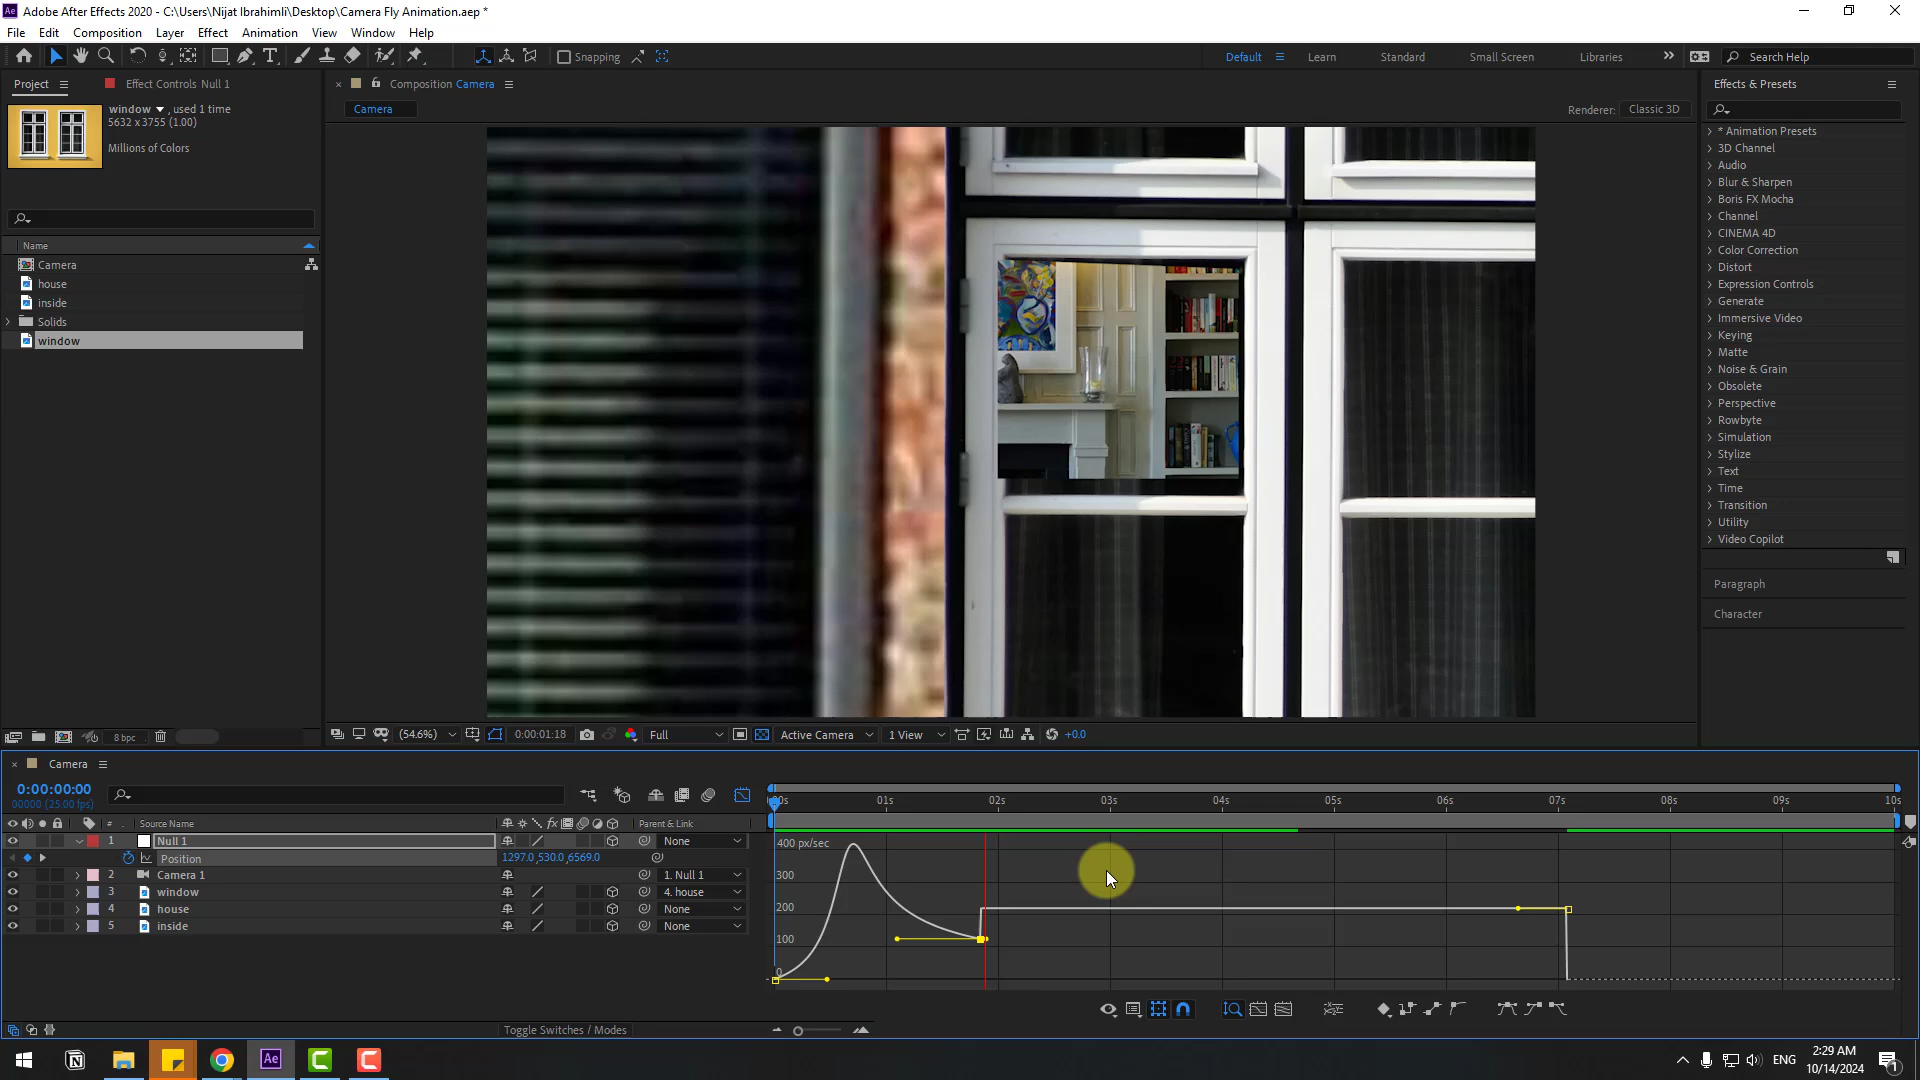 Adobe After Effects 2020 - C:\Users\Nijat Ibrahimli\Desktop\Camera Fly Animation.aep *
File Edit Composition Layer Effect Animation View Window Help
Snapping
Default Learn Standard Small Screen Libraries Search Help
Project Effect Controls Null 1
window , used 1 time
5632 x 3755 (1.00)
Millions of Colors
Name
Camera
house
inside
Solids
window
8 bpc
Composition Camera
Camera
Renderer: Classic 3D
(54.6%) 0:00:01:18 Full Active Camera 1 View +0.0
Effects & Presets
* Animation Presets
3D Channel
Audio
Blur & Sharpen
Boris FX Mocha
Channel
CINEMA 4D
Color Correction
Distort
Expression Controls
Generate
Immersive Video
Keying
Matte
Noise & Grain
Obsolete
Perspective
Rowbyte
Simulation
Stylize
Text
Time
Transition
Utility
Video Copilot
Paragraph
Character
Camera
0:00:00:00
00000 (25.00 fps)
# Source Name Parent & Link
1 Null 1 None
Position 1297.0,530.0,6569.0
2 Camera 1 1. Null 1
3 window 4. house
4 house None
5 inside None
Toggle Switches / Modes
00s 01s 02s 03s 04s 05s 06s 07s 08s 09s 10s
400 px/sec
300
200
100
0
Ae
ENG
2:29 AM
10/14/2024
1